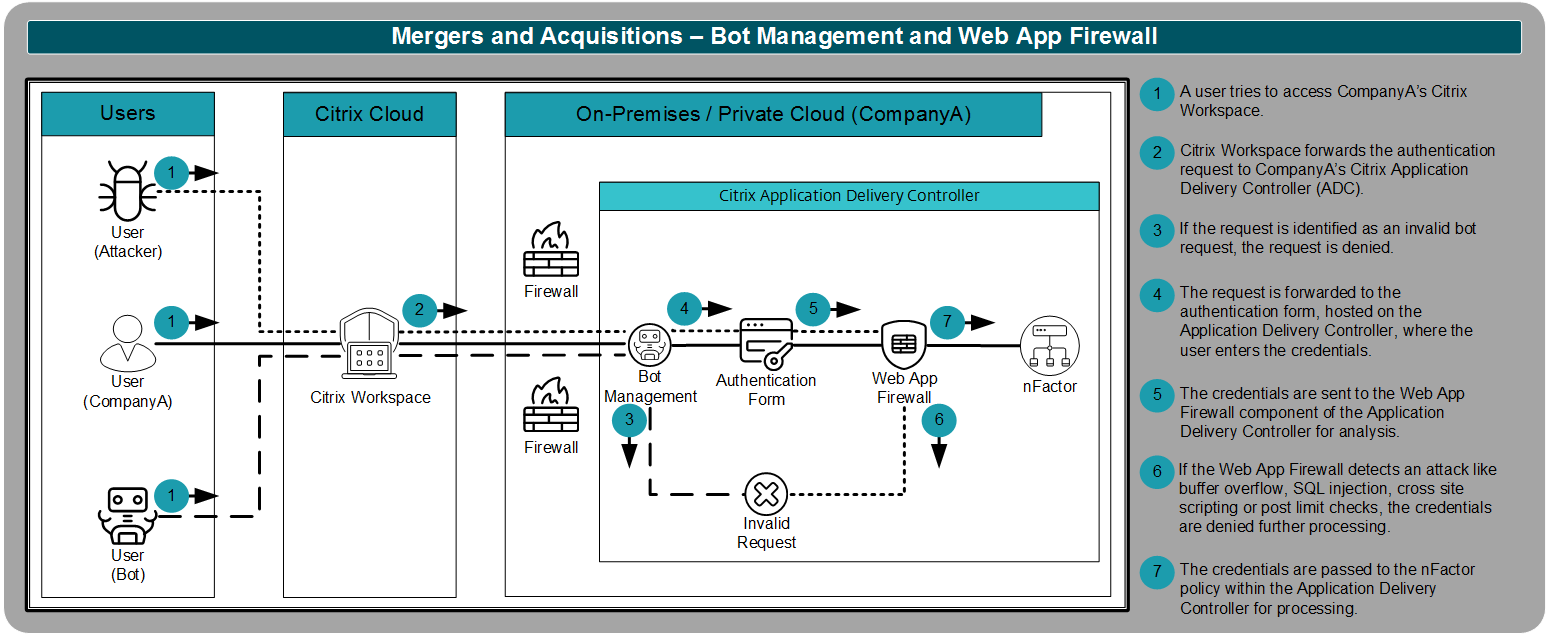 Mergers and Acquisitions – Bot Management and Web App Firewall
Users
Citrix Cloud
On-Premises / Private Cloud (CompanyA)
Citrix Application Delivery Controller
1
User
(Attacker)
1
User
(CompanyA)
1
User
(Bot)
2
Citrix Workspace
Firewall
Firewall
4
5
7
Bot
Management
Authentication
Form
Web App
Firewall
nFactor
3
6
Invalid
Request
1
A user tries to access CompanyA’s Citrix
Workspace.
2
Citrix Workspace forwards the authentication
request to CompanyA’s Citrix Application
Delivery Controller (ADC).
3
If the request is identified as an invalid bot
request, the request is denied.
4
The request is forwarded to the
authentication form, hosted on the
Application Delivery Controller, where the
user enters the credentials.
5
The credentials are sent to the Web App
Firewall component of the Application
Delivery Controller for analysis.
6
If the Web App Firewall detects an attack like
buffer overflow, SQL injection, cross site
scripting or post limit checks, the credentials
are denied further processing.
7
The credentials are passed to the nFactor
policy within the Application Delivery
Controller for processing.